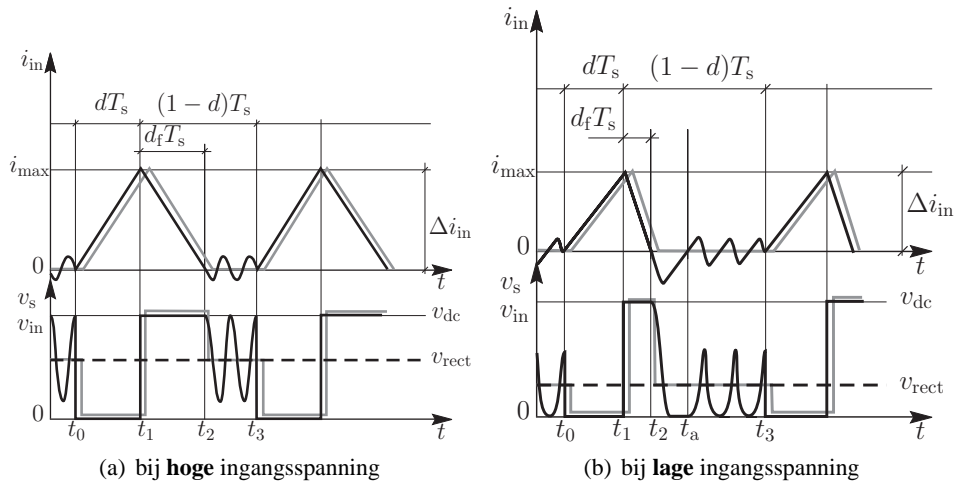 i_in
dT_s (1−d)T_s
d_f T_s
i_max
Δi_in
0
t
v_s
v_in
v_dc
v_rect
0
t_0 t_1 t_2 t_3 t
(a) bij hoge ingangsspanning
i_in
dT_s (1−d)T_s
d_f T_s
i_max
Δi_in
0
t
v_s
v_in
v_dc
v_rect
0
t_0 t_1 t_2 t_a t_3 t
(b) bij lage ingangsspanning